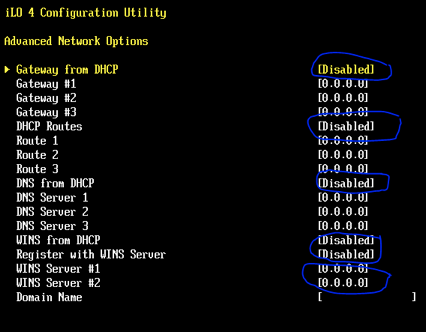 iLO 4 Configuration Utility
Advanced Network Options
Gateway from DHCP [Disabled]
Gateway #1 [0.0.0.0]
Gateway #2 [0.0.0.0]
Gateway #3 [0.0.0.0]
DHCP Routes [Disabled]
Route 1 [0.0.0.0]
Route 2 [0.0.0.0]
Route 3 [0.0.0.0]
DNS from DHCP [Disabled]
DNS Server 1 [0.0.0.0]
DNS Server 2 [0.0.0.0]
DNS Server 3 [0.0.0.0]
WINS from DHCP [Disabled]
Register with WINS Server [Disabled]
WINS Server #1 [0.0.0.0]
WINS Server #2 [0.0.0.0]
Domain Name [ ]